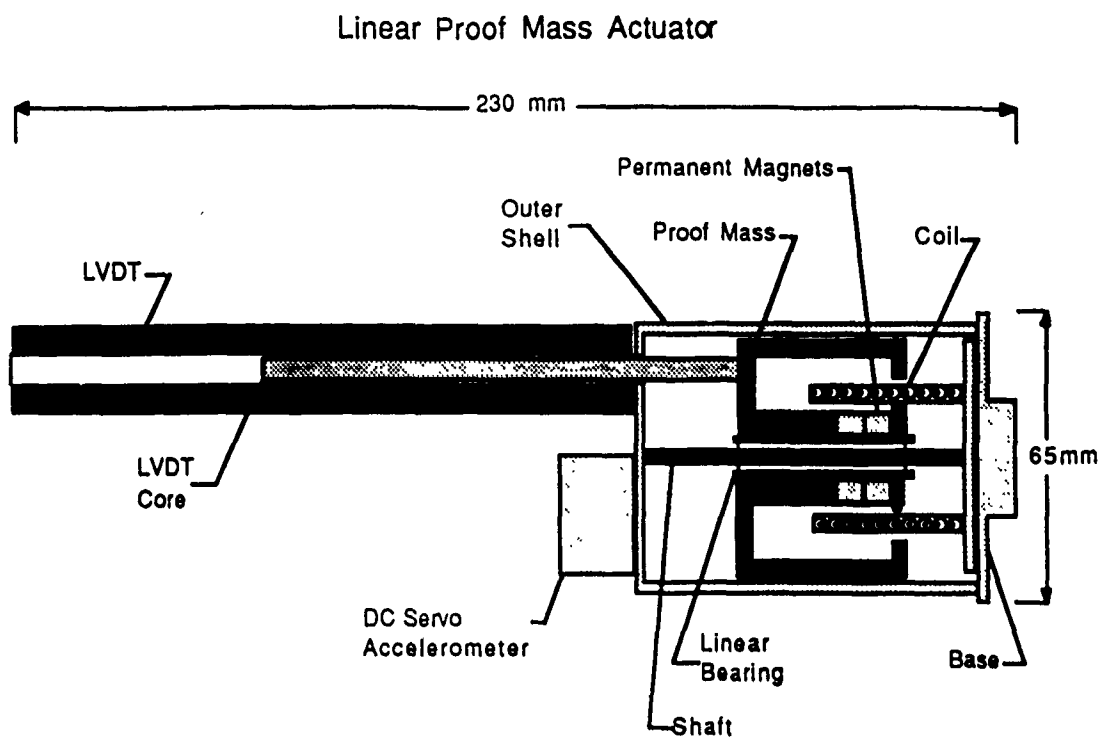 Linear Proof Mass Actuator
230 mm
Permanent Magnets
Outer
Shell
Proof Mass
Coil
LVDT
65mm
LVDT
Core
DC Servo
Accelerometer
Linear
Bearing
Base
Shaft